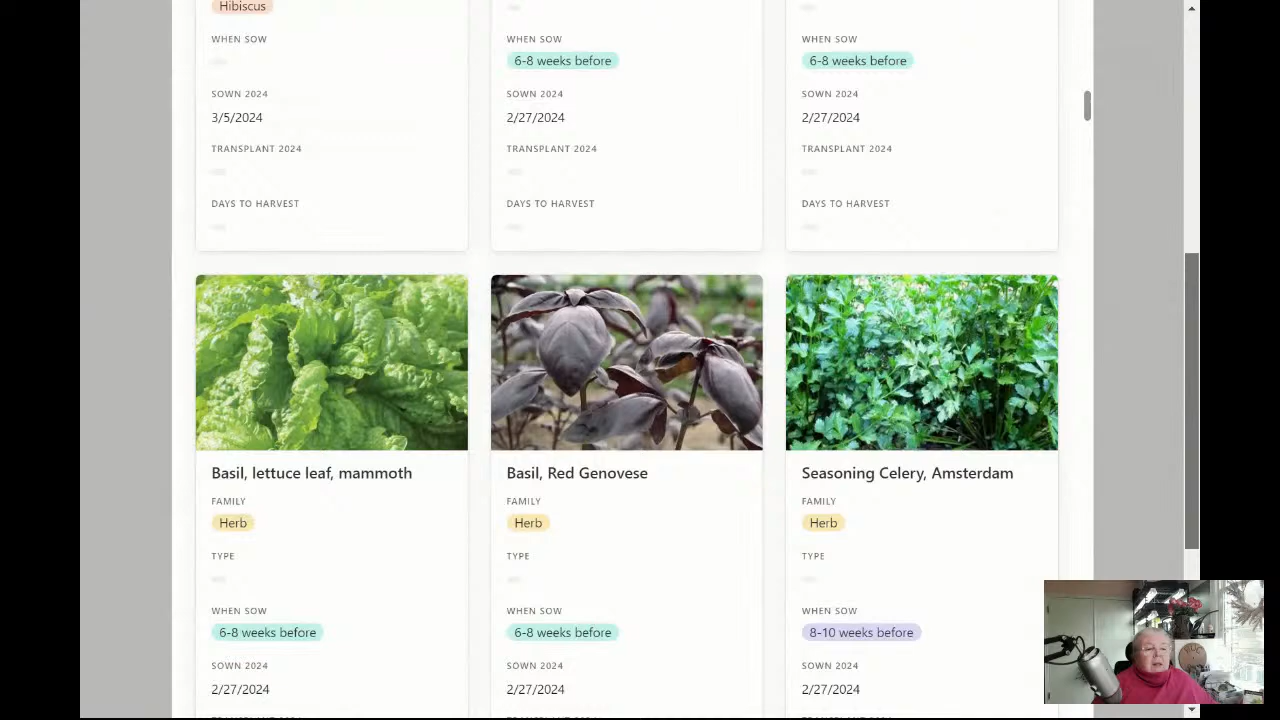 Hibiscus
WHEN SOW
SOWN 2024
3/5/2024
TRANSPLANT 2024
DAYS TO HARVEST
WHEN SOW
6-8 weeks before
SOWN 2024
2/27/2024
TRANSPLANT 2024
DAYS TO HARVEST
WHEN SOW
6-8 weeks before
SOWN 2024
2/27/2024
TRANSPLANT 2024
DAYS TO HARVEST
Basil, lettuce leaf, mammoth
FAMILY
Herb
TYPE
WHEN SOW
6-8 weeks before
SOWN 2024
2/27/2024
Basil, Red Genovese
FAMILY
Herb
TYPE
WHEN SOW
6-8 weeks before
SOWN 2024
2/27/2024
Seasoning Celery, Amsterdam
FAMILY
Herb
TYPE
WHEN SOW
8-10 weeks before
SOWN 2024
2/27/2024